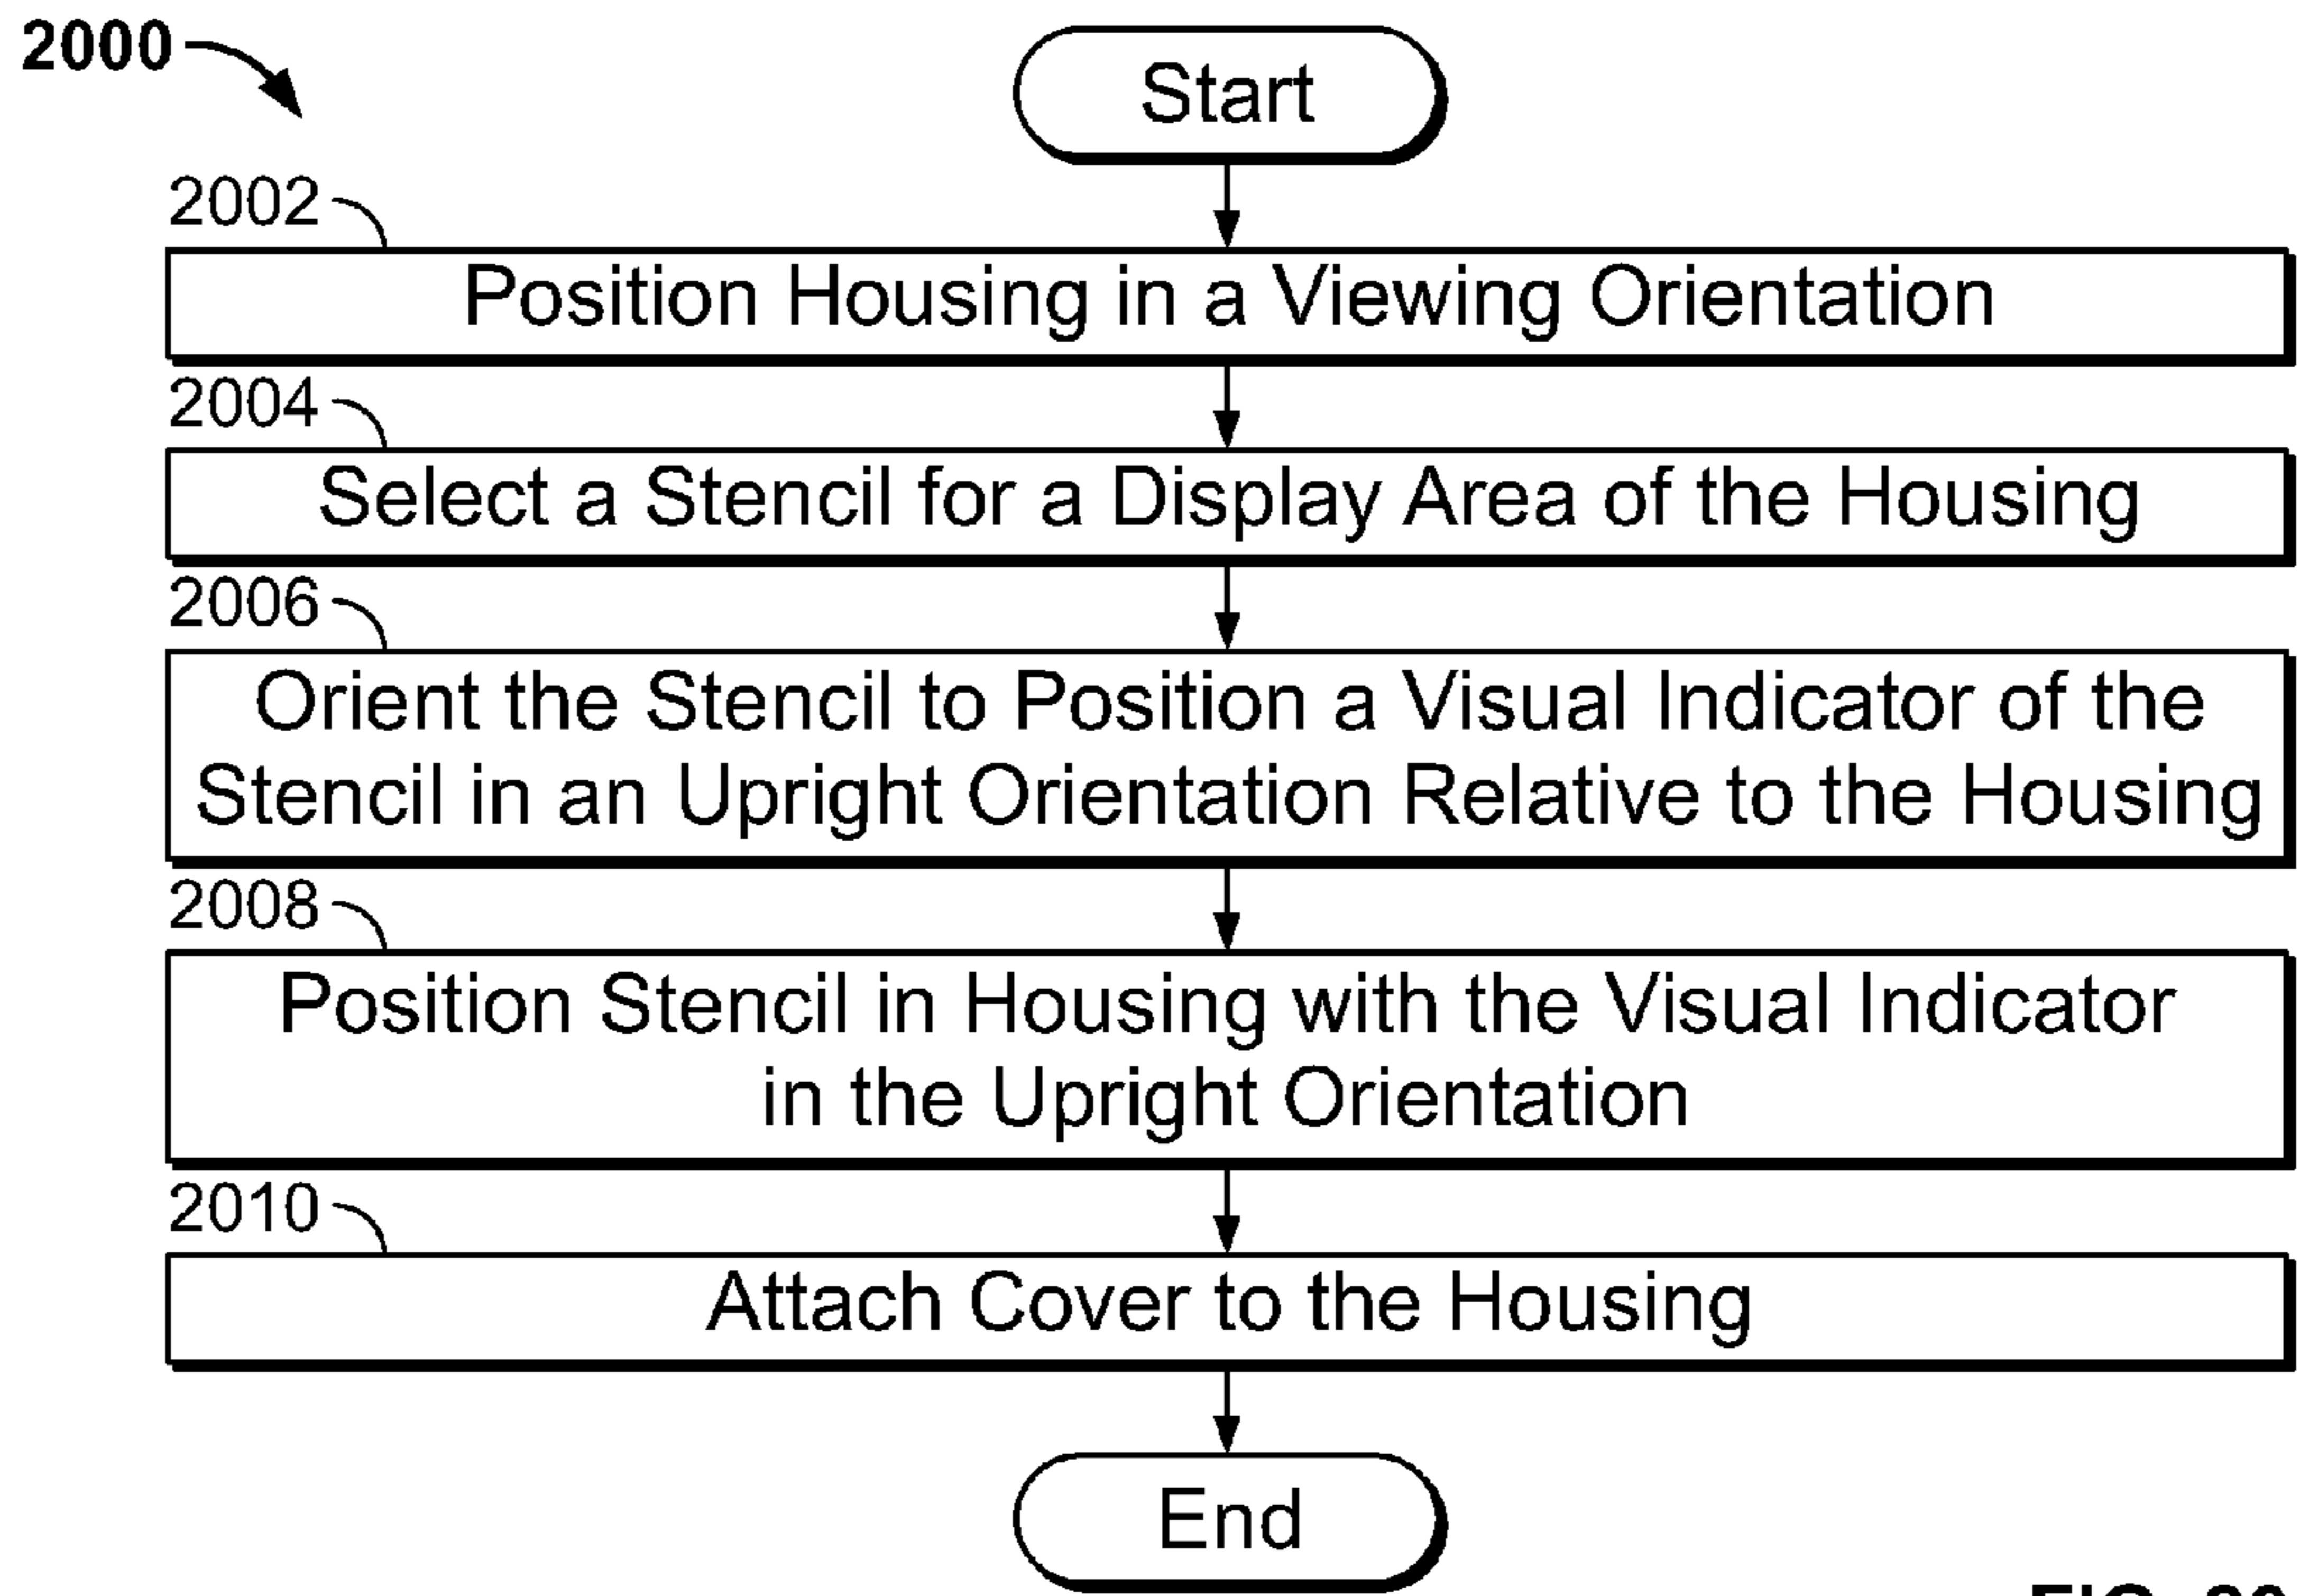 2000
Start
2002
Position Housing in a Viewing Orientation
2004
Select a Stencil for a Display Area of the Housing
2006
Orient the Stencil to Position a Visual Indicator of the
Stencil in an Upright Orientation Relative to the Housing
2008
Position Stencil in Housing with the Visual Indicator
in the Upright Orientation
2010
Attach Cover to the Housing
End